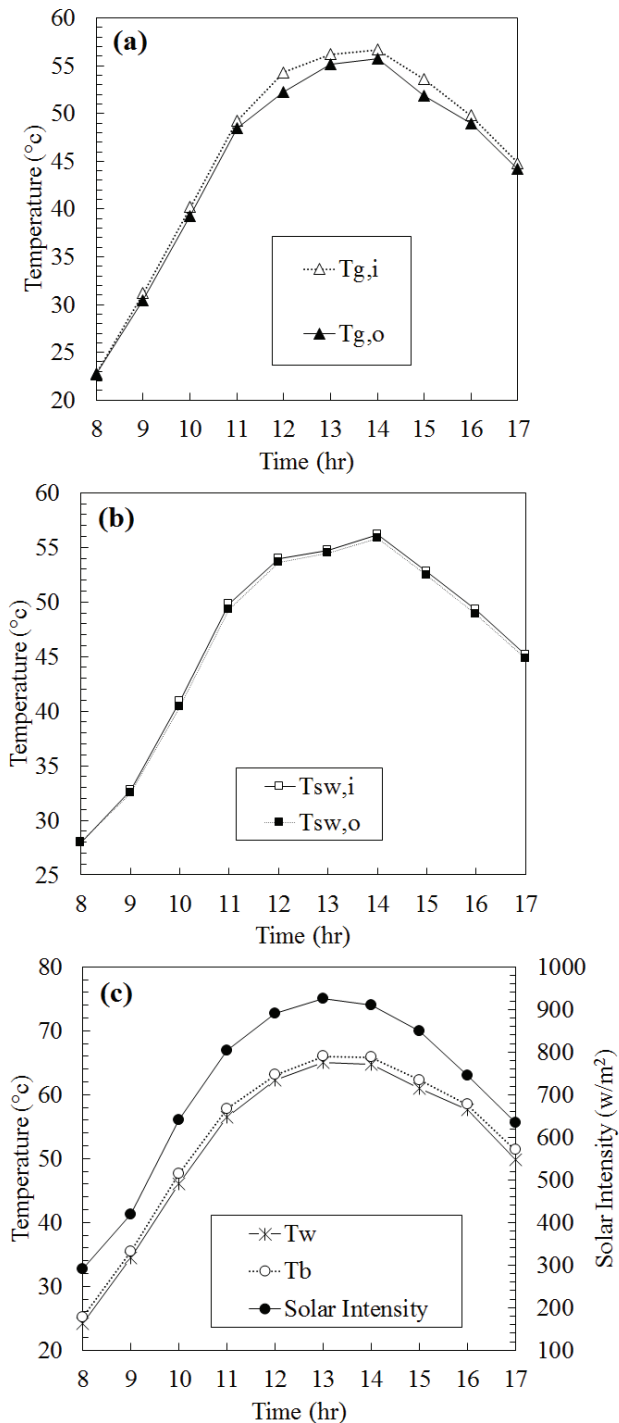 (a)
Temperature (°c)
60
55
50
45
40
35
30
25
20
Tg,i
Tg,o
8 9 10 11 12 13 14 15 16 17
Time (hr)
(b)
Temperature (°c)
60
55
50
45
40
35
30
25
Tsw,i
Tsw,o
8 9 10 11 12 13 14 15 16 17
Time (hr)
(c)
Temperature (°c)
80
70
60
50
40
30
20
Tw
Tb
Solar Intensity
1000
900
800
700
600
500
400
300
200
100
Solar Intensity (w/m²)
8 9 10 11 12 13 14 15 16 17
Time (hr)